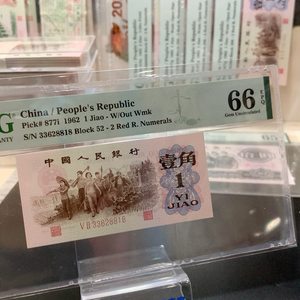 China / People's Republic
Pick# 877i 1962 1 Jiao - W/Out Wmk
S/N 33628818 Block 52 - 2 Red R. Numerals
66 EPQ
Gem Uncirculated
中國人民銀行
壹角
1
YI
JIAO
VII 33628818